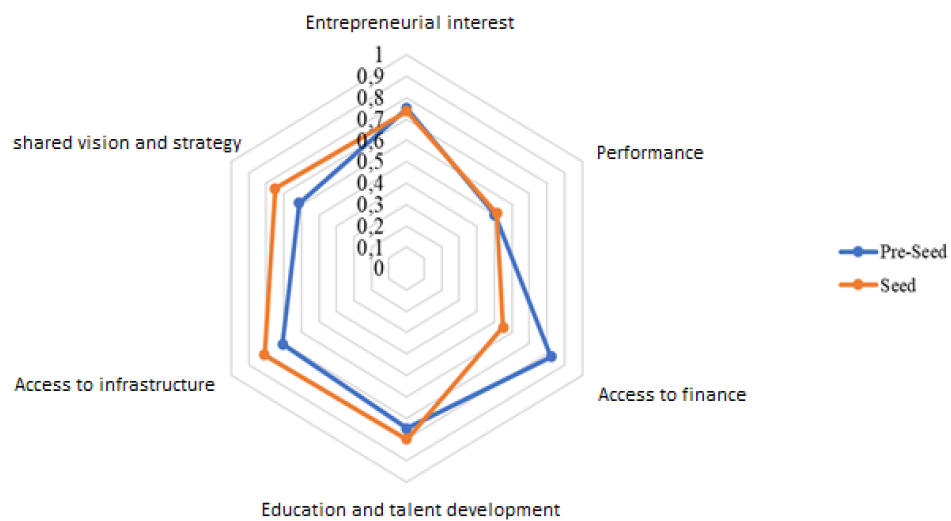 Entrepreneurial interest
1
0,9
0,8
0,7
0,6
0,5
0,4
0,3
0,2
0,1
0
shared vision and strategy
Performance
Pre-Seed
Seed
Access to infrastructure
Access to finance
Education and talent development